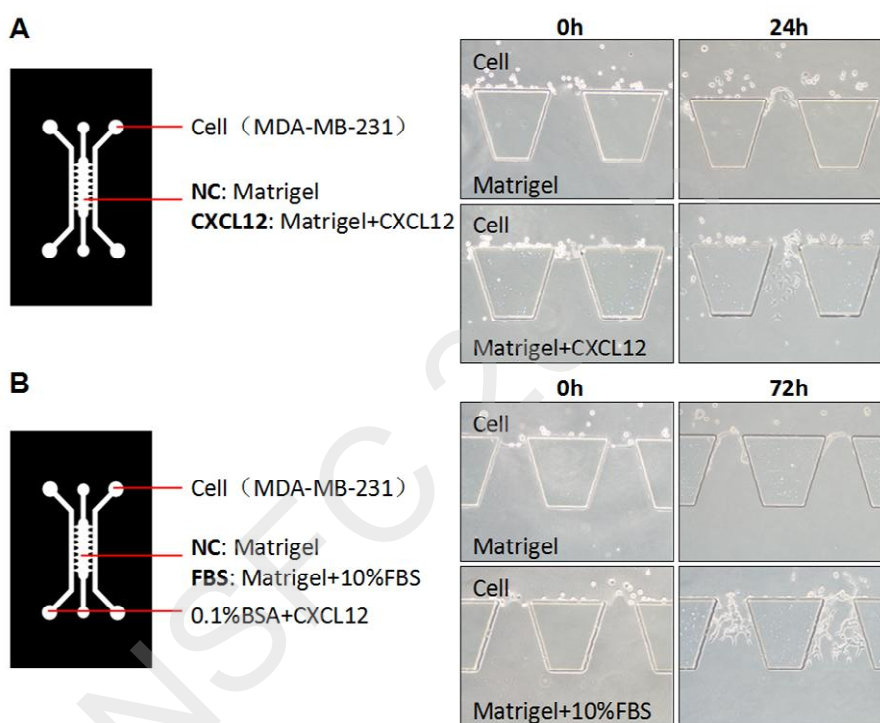 A
0h
24h
Cell（MDA-MB-231）
NC: Matrigel
CXCL12: Matrigel+CXCL12
Cell
Matrigel
Cell
Matrigel+CXCL12
B
0h
72h
Cell（MDA-MB-231）
NC: Matrigel
FBS: Matrigel+10%FBS
0.1%BSA+CXCL12
Cell
Matrigel
Cell
Matrigel+10%FBS
NSFC 20